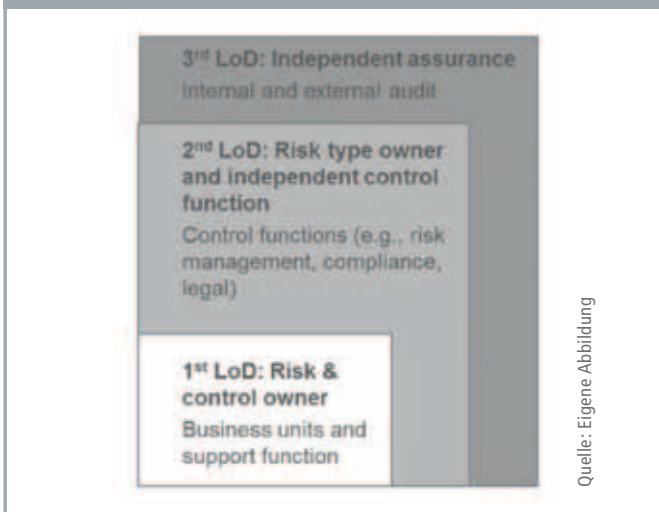 3rd LoD: Independent assurance
Internal and external audit
2nd LoD: Risk type owner
and independent control
function
Control functions (e.g., risk
management, compliance,
legal)
1st LoD: Risk &
control owner
Business units and
support function
Quelle: Eigene Abbildung